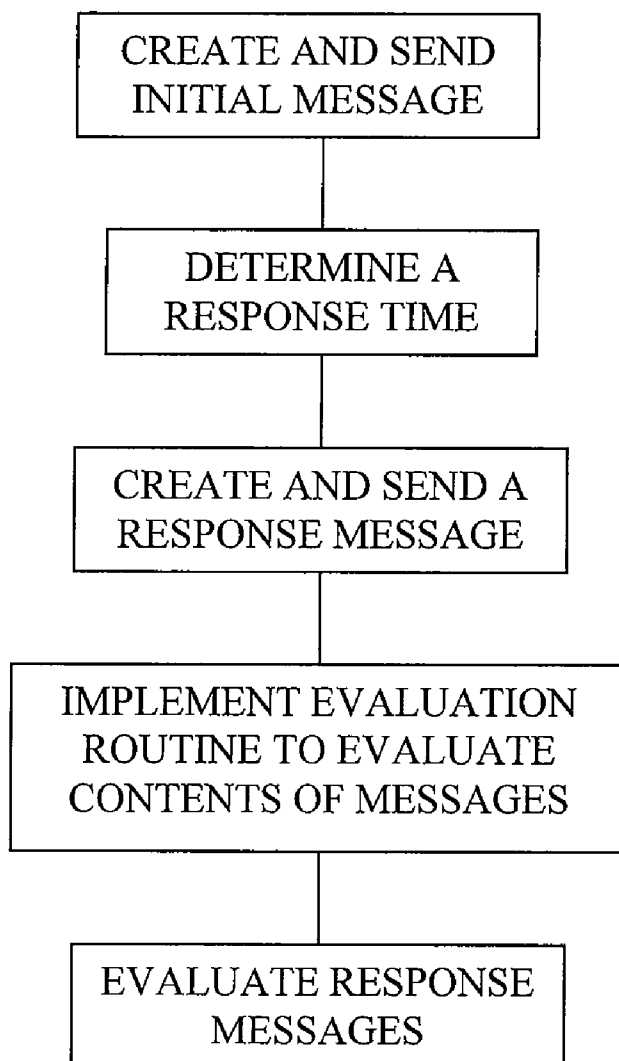 CREATE AND SEND
INITIAL MESSAGE
DETERMINE A
RESPONSE TIME
CREATE AND SEND A
RESPONSE MESSAGE
IMPLEMENT EVALUATION
ROUTINE TO EVALUATE
CONTENTS OF MESSAGES
EVALUATE RESPONSE
MESSAGES